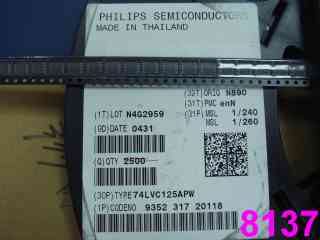 PHILIPS SEMICONDUCTORS
MADE IN THAILAND
(1T) LOT N4G2959
(9D) DATE 0431
(Q) QTY 2500
(30P) TYPE 74LVC125APW
(1P) CODENO 9352 317 20118
(32T) ORIG N890
(31T) PMC enN
(31P) MSL 1/240
MSL 1/260
8137